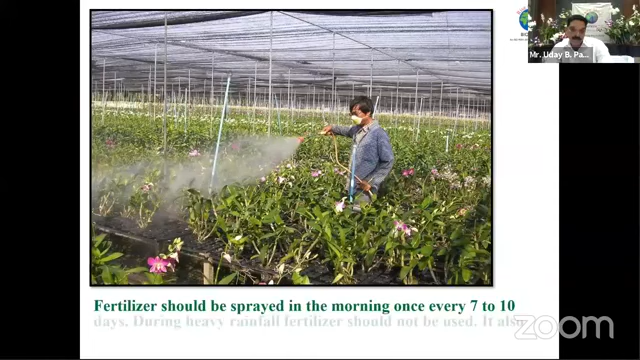 Mr. Uday Pa...
Fertilizer should be sprayed in the morning once every 7 to 10
days. During heavy rainfall fertilizer should not be used. It also
zoom